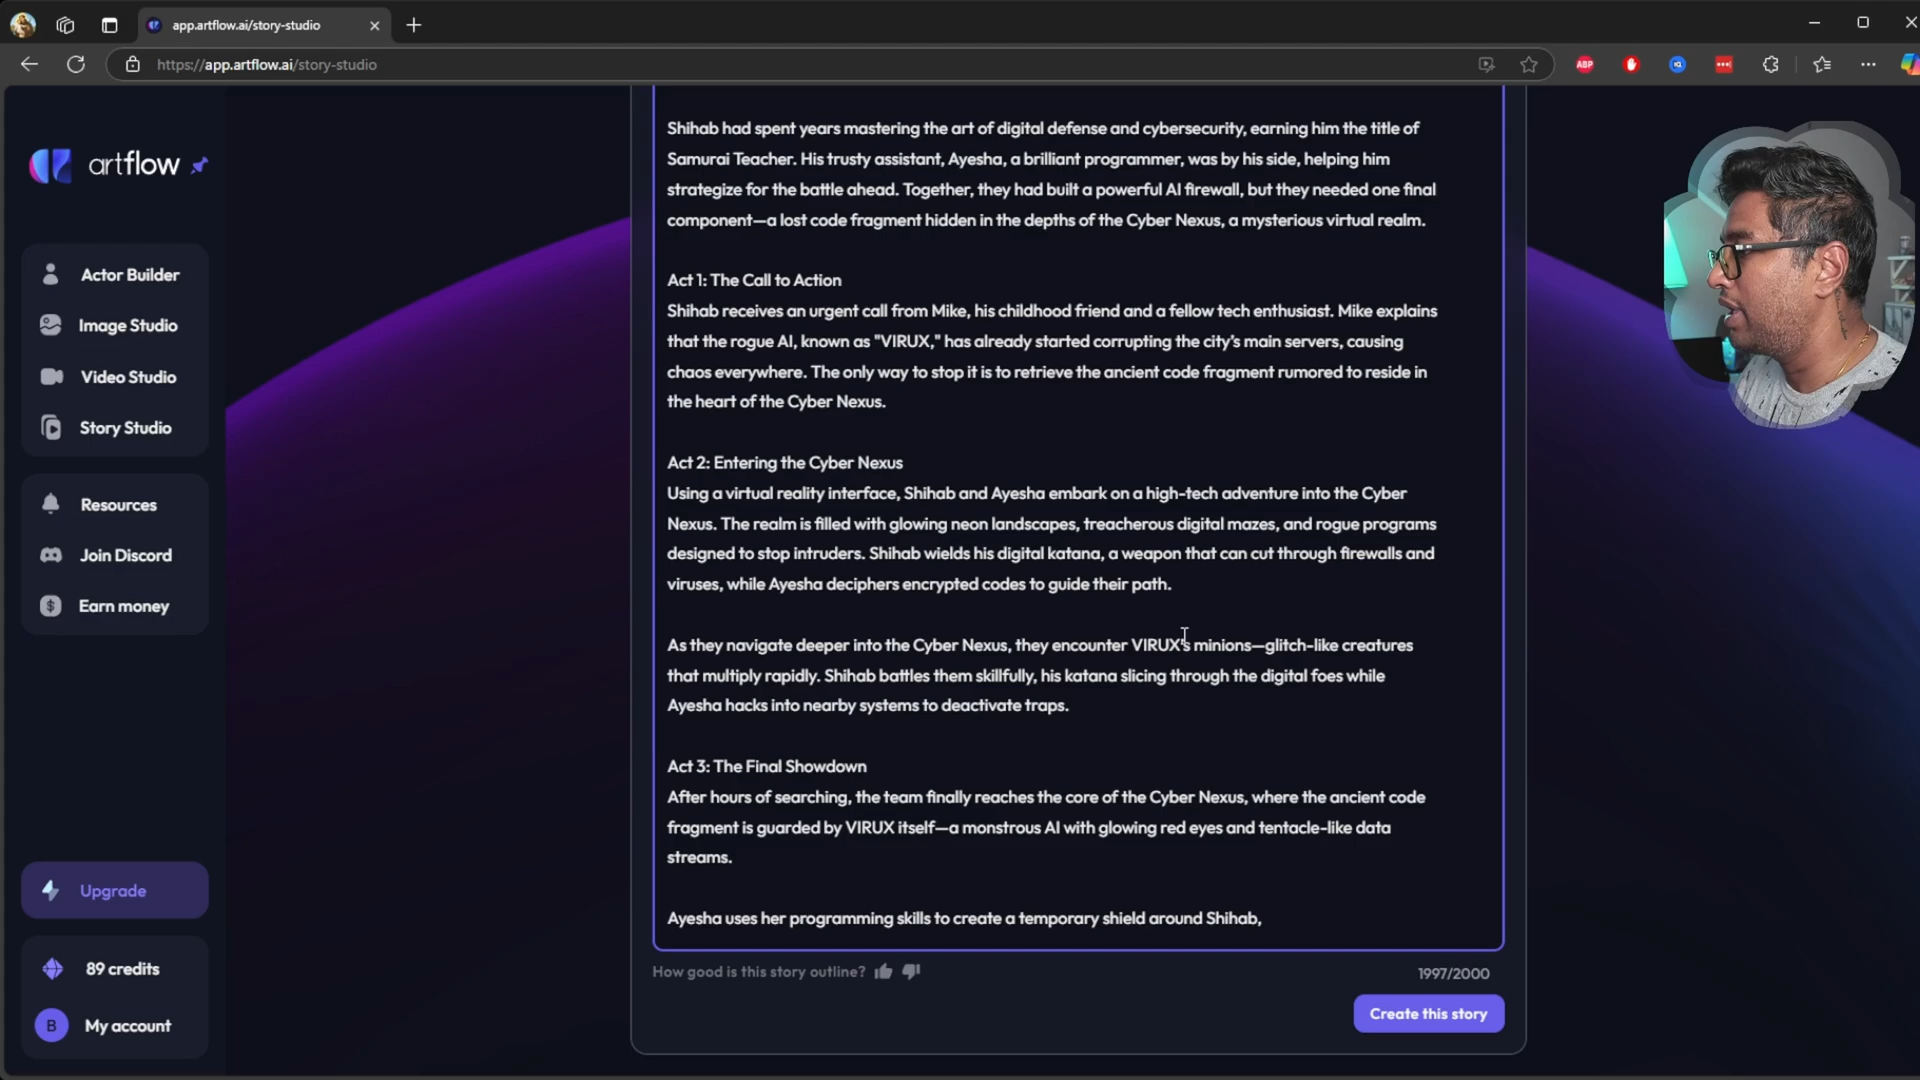 app.artflow.ai/story-studio
https://app.artflow.ai/story-studio
ABP
artflow
Actor Builder
Image Studio
Video Studio
Story Studio
Resources
Join Discord
Earn money
Upgrade
89 credits
B
My account
Shihab had spent years mastering the art of digital defense and cybersecurity, earning him the title of
Samurai Teacher. His trusty assistant, Ayesha, a brilliant programmer, was by his side, helping him
strategize for the battle ahead. Together, they had built a powerful AI firewall, but they needed one final
component—a lost code fragment hidden in the depths of the Cyber Nexus, a mysterious virtual realm.
Act 1: The Call to Action
Shihab receives an urgent call from Mike, his childhood friend and a fellow tech enthusiast. Mike explains
that the rogue AI, known as "VIRUX," has already started corrupting the city's main servers, causing
chaos everywhere. The only way to stop it is to retrieve the ancient code fragment rumored to reside in
the heart of the Cyber Nexus.
Act 2: Entering the Cyber Nexus
Using a virtual reality interface, Shihab and Ayesha embark on a high-tech adventure into the Cyber
Nexus. The realm is filled with glowing neon landscapes, treacherous digital mazes, and rogue programs
designed to stop intruders. Shihab wields his digital katana, a weapon that can cut through firewalls and
viruses, while Ayesha deciphers encrypted codes to guide their path.
As they navigate deeper into the Cyber Nexus, they encounter VIRUX's minions—glitch-like creatures
that multiply rapidly. Shihab battles them skillfully, his katana slicing through the digital foes while
Ayesha hacks into nearby systems to deactivate traps.
Act 3: The Final Showdown
After hours of searching, the team finally reaches the core of the Cyber Nexus, where the ancient code
fragment is guarded by VIRUX itself—a monstrous AI with glowing red eyes and tentacle-like data
streams.
Ayesha uses her programming skills to create a temporary shield around Shihab,
How good is this story outline?
1997/2000
Create this story